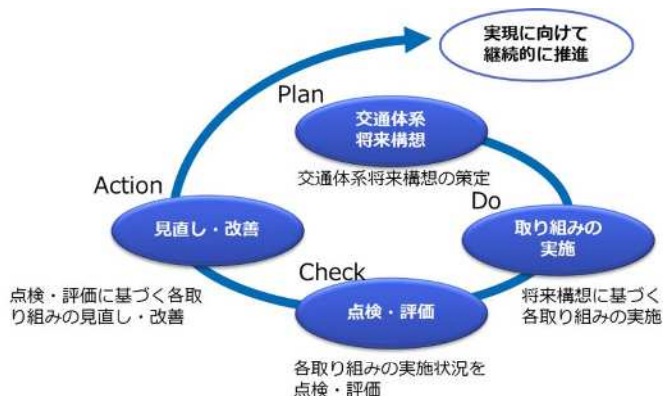 実現に向けて
継続的に推進
Plan
交通体系
将来構想
交通体系将来構想の策定
Do
取り組みの
実施
将来構想に基づく
各取り組みの実施
Check
点検・評価
各取り組みの実施状況を
点検・評価
Action
見直し・改善
点検・評価に基づく各取
り組みの見直し・改善